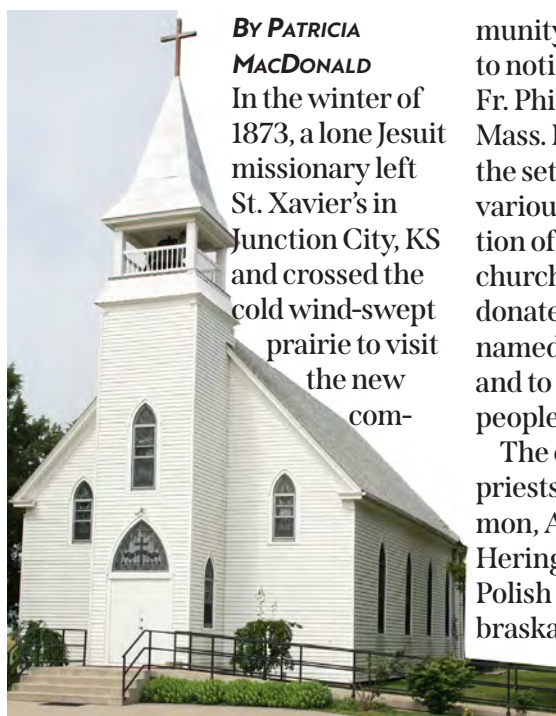 BY PATRICIA
MACDONALD
In the winter of
1873, a lone Jesuit
missionary left
St. Xavier's in
Junction City, KS
and crossed the
cold wind-swept
prairie to visit
the new
com-
munity
to noti
Fr. Phi
Mass.
the set
variou
tion of
church
donate
named
and to
people
The
priests
mon, A
Hering
Polish
braska